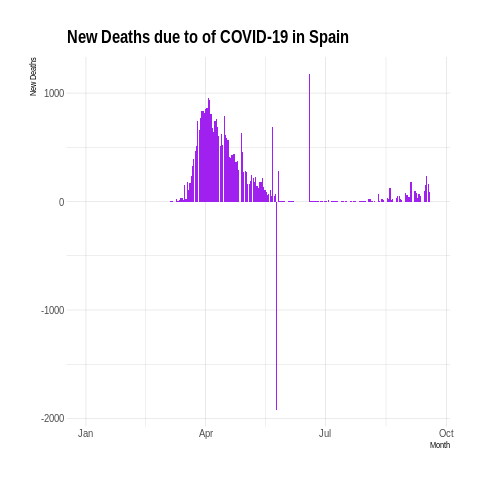 New Deaths due to of COVID-19 in Spain
New Deaths
1000
0
-1000
-2000
Jan Apr Jul Oct
Month